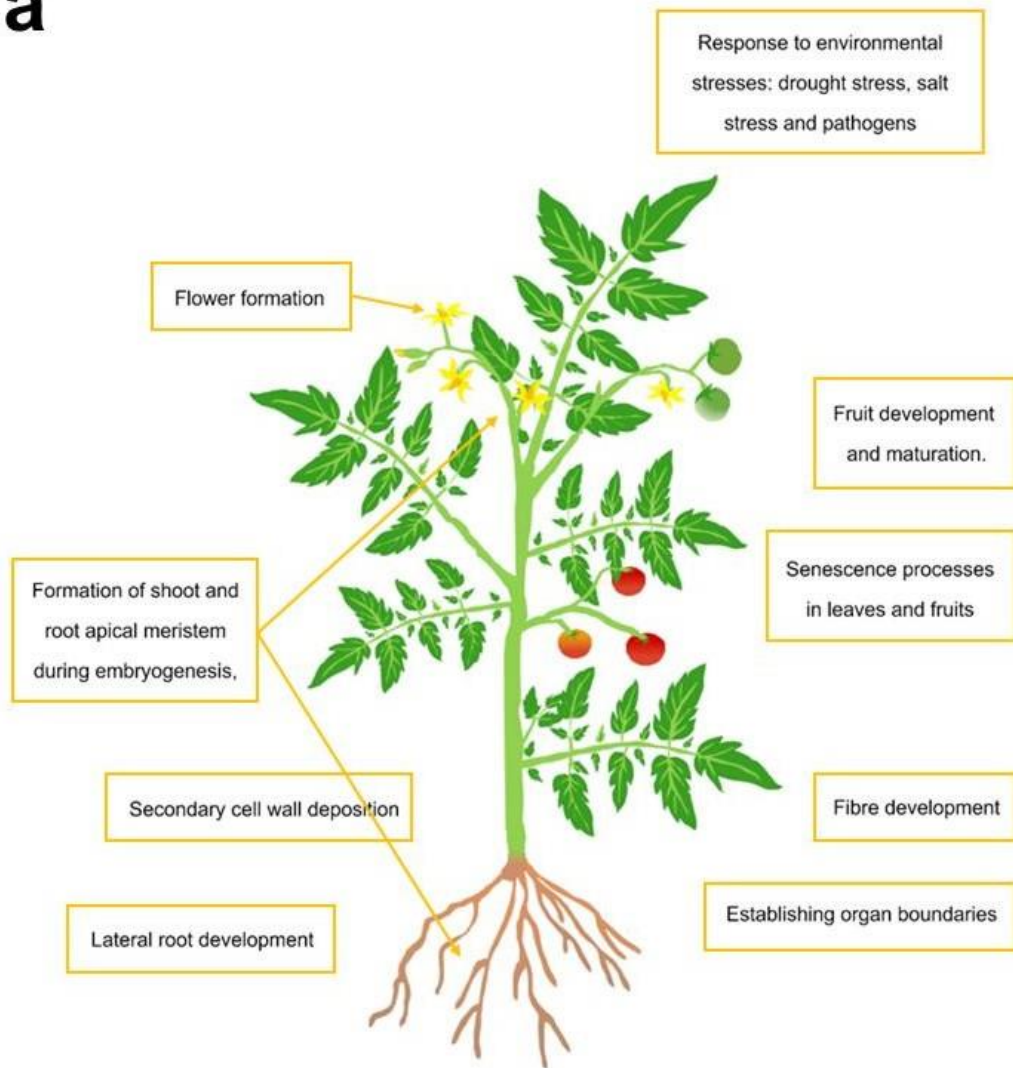 a
Response to environmental
stresses: drought stress, salt
stress and pathogens
Flower formation
Fruit development
and maturation.
Senescence processes
in leaves and fruits
Formation of shoot and
root apical meristem
during embryogenesis,
Secondary cell wall deposition
Fibre development
Establishing organ boundaries
Lateral root development